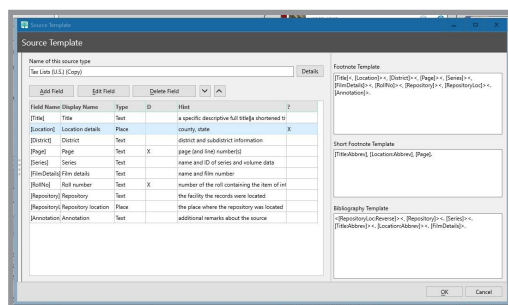 Source Template
Source Template
Name of this source type
Tax Lists (U.S.) (Copy)
Details
Add Field Edit Field Delete Field
Field Name Display Name Type D Hint ?
[Title] Title Text a specific descriptive full title||a shortened ti
[Location] Location details Place county, state X
[District] District Text district and subdistrict information
[Page] Page Text X page (and line) number(s)
[Series] Series Text name and ID of series and volume data
[FilmDetails] Film details Text name and film number
[RollNo] Roll number Text X number of the roll containing the item of int
[Repository] Repository Text the facility the records were located
[RepositoryL Repository location Place the place where the repository was located
[Annotation Annotation Text additional remarks about the source
Footnote Template
[Title]<, [Location]><, [District]><, [Page]><, [Series]><,
[FilmDetails]><, [RollNo]><, [Repository]><, [RepositoryLoc]><,
[Annotation]>.
Short Footnote Template
[Title:Abbrev], [Location:Abbrev], [Page].
Bibliography Template
<[RepositoryLoc:Reverse]><, [Repository]><. [Series]><.
[Title:Abbrev]><. [Location:Abbrev]><. [FilmDetails]>.
OK Cancel